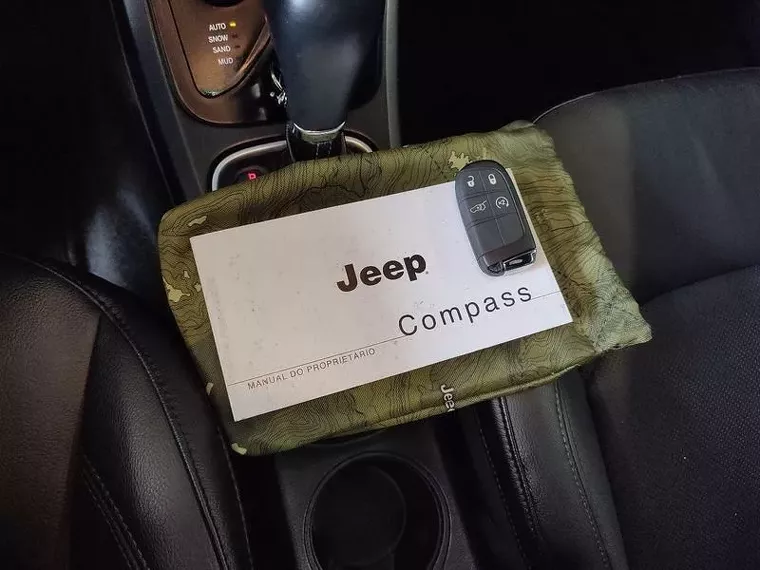 AUTO
SNOW
SAND
MUD
P
Jeep
Compass
MANUAL DO PROPRIETÁRIO
Jeep